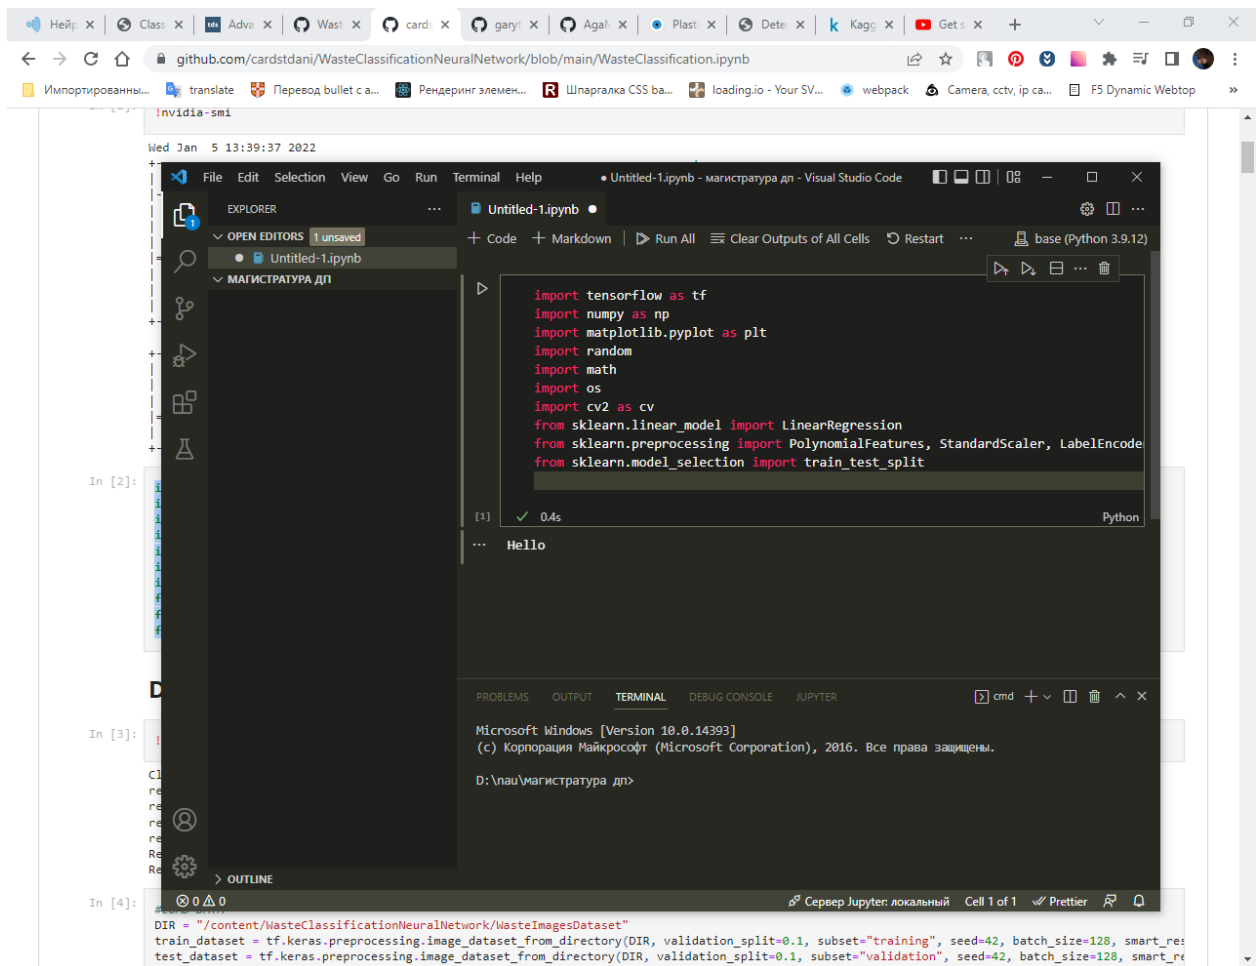 Нейр
Class
Adva
Wast
cards
garyt
AgaM
Plast
Dete
Kagg
Get s
github.com/cardstdani/WasteClassificationNeuralNetwork/blob/main/WasteClassification.ipynb
Импортированны...
translate
Перевод bullet с а...
Рендеринг элемен...
Шпаргалка CSS ba...
loading.io - Your SV...
webpack
Camera, cctv, ip ca...
F5 Dynamic Webtop
!nvidia-smi
Wed Jan 5 13:39:37 2022
File Edit Selection View Go Run Terminal Help
● Untitled-1.ipynb - магистратура дп - Visual Studio Code
EXPLORER
OPEN EDITORS 1 unsaved
Untitled-1.ipynb
МАГИСТРАТУРА ДП
OUTLINE
Untitled-1.ipynb
+ Code + Markdown Run All Clear Outputs of All Cells Restart ... base (Python 3.9.12)
import tensorflow as tf
import numpy as np
import matplotlib.pyplot as plt
import random
import math
import os
import cv2 as cv
from sklearn.linear_model import LinearRegression
from sklearn.preprocessing import PolynomialFeatures, StandardScaler, LabelEncode
from sklearn.model_selection import train_test_split
[1] 0.4s Python
Hello
PROBLEMS OUTPUT TERMINAL DEBUG CONSOLE JUPYTER
cmd
Microsoft Windows [Version 10.0.14393]
(c) Корпорация Майкрософт (Microsoft Corporation), 2016. Все права защищены.
D:\nau\магистратура дп>
0 0
Сервер Jupyter: локальный Cell 1 of 1 Prettier
In [2]:
In [3]:
In [4]:
DIR = "/content/WasteClassificationNeuralNetwork/WasteImagesDataset"
train_dataset = tf.keras.preprocessing.image_dataset_from_directory(DIR, validation_split=0.1, subset="training", seed=42, batch_size=128, smart_res
test_dataset = tf.keras.preprocessing.image_dataset_from_directory(DIR, validation_split=0.1, subset="validation", seed=42, batch_size=128, smart_re